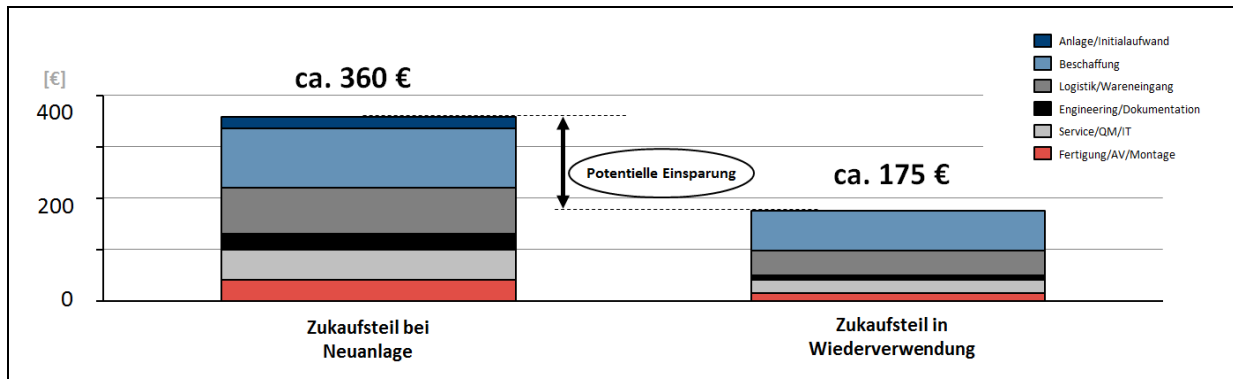 [€]
ca. 360 €
400
200
0
Potentielle Einsparung
ca. 175 €
Anlage/Initialaufwand
Beschaffung
Logistik/Wareneingang
Engineering/Dokumentation
Service/QM/IT
Fertigung/AV/Montage
Zukaufsteil bei
Neuanlage
Zukaufsteil in
Wiederverwendung